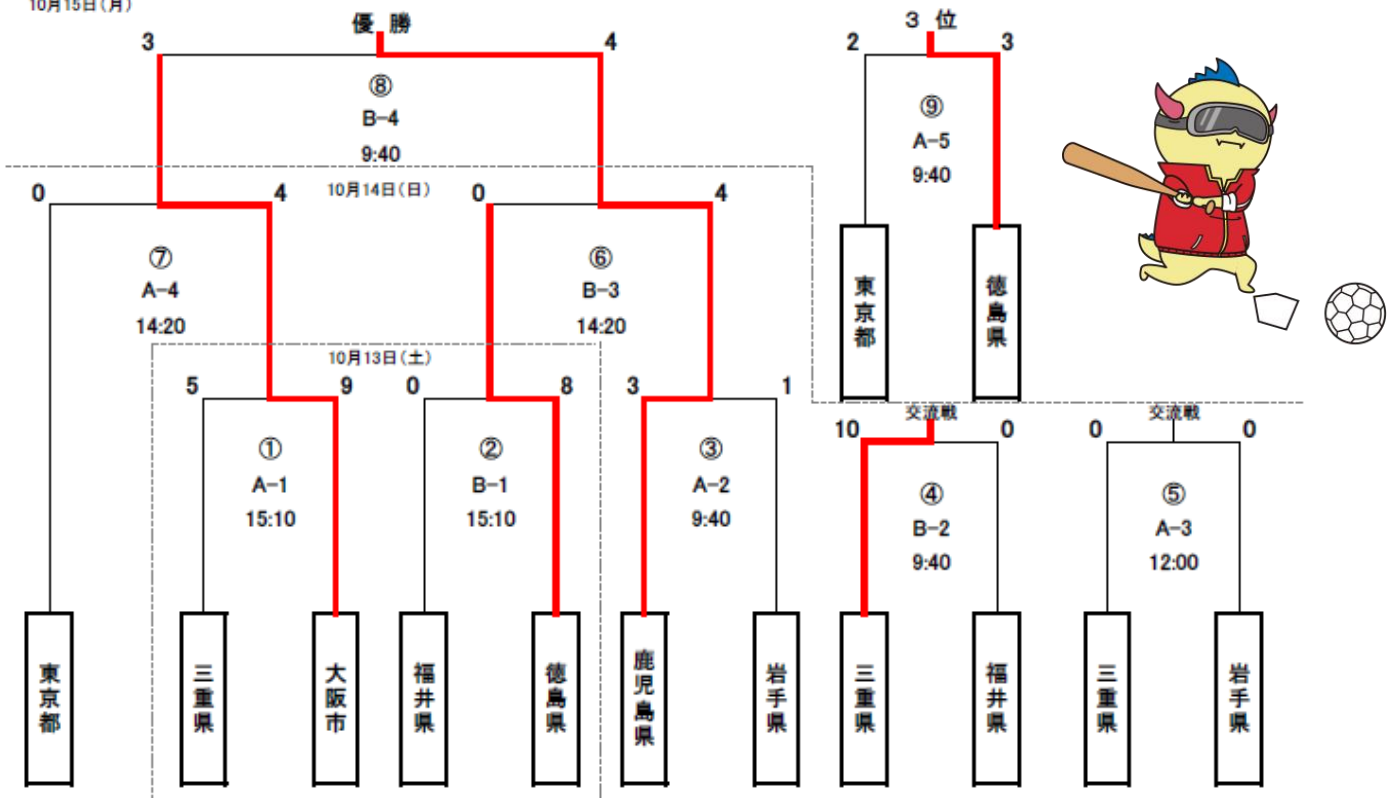 10月15日(月)
優 勝
3 位
3
4
2
3
⑧
B-4
9:40
⑨
A-5
9:40
0
4
10月14日(日)
0
4
⑦
A-4
14:20
⑥
B-3
14:20
東京都
徳島県
10月13日(土)
5
9
0
8
3
1
交流戦
交流戦
10
0
0
0
①
A-1
15:10
②
B-1
15:10
③
A-2
9:40
④
B-2
9:40
⑤
A-3
12:00
東京都
三重県
大阪市
福井県
徳島県
鹿児島県
岩手県
三重県
福井県
三重県
岩手県